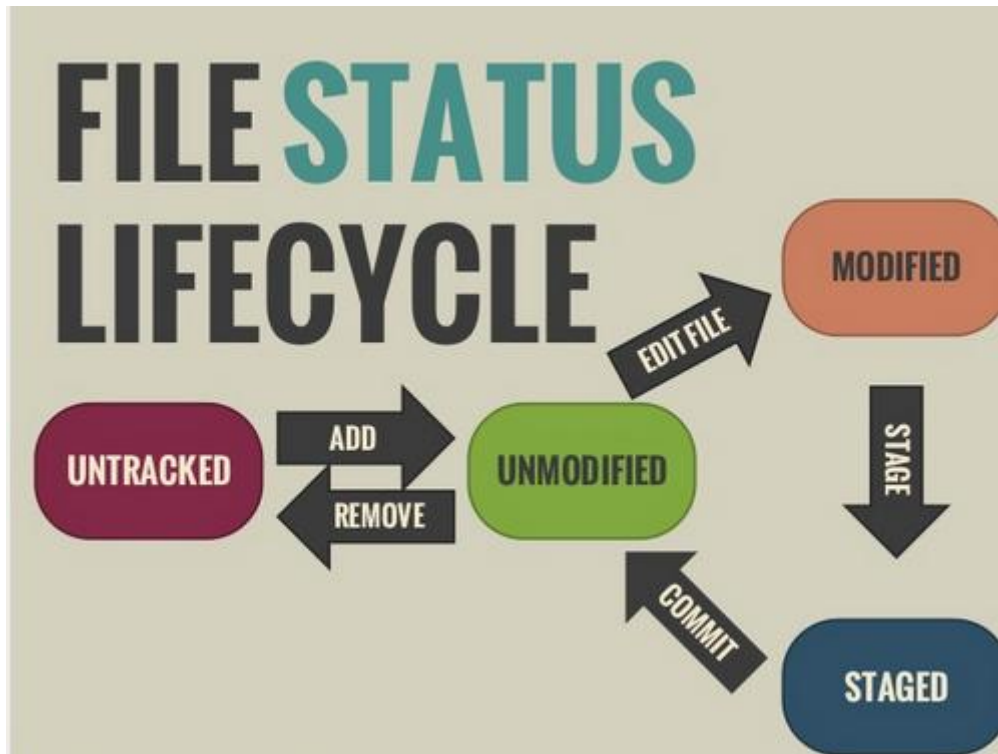 FILE STATUS
LIFECYCLE
MODIFIED
EDIT FILE
ADD
UNTRACKED
UNMODIFIED
STAGE
REMOVE
COMMIT
STAGED